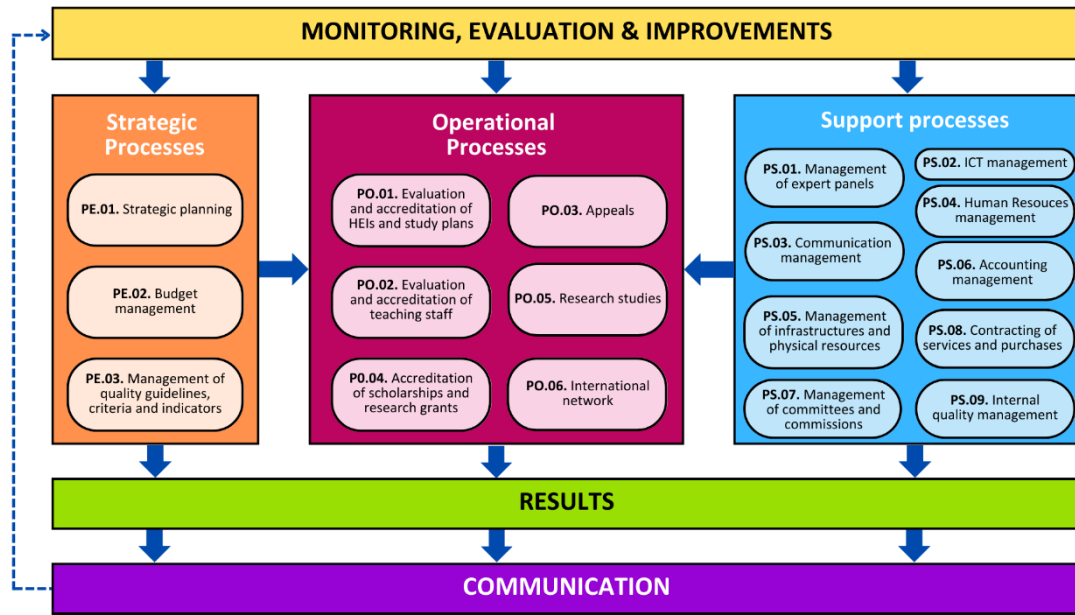 MONITORING, EVALUATION & IMPROVEMENTS
Strategic
Processes
PE.01. Strategic planning
PE.02. Budget
management
PE.03. Management of
quality guidelines,
criteria and indicators
Operational
Processes
PO.01. Evaluation
and accreditation of
HEIs and study plans
PO.03. Appeals
PO.02. Evaluation
and accreditation of
teaching staff
PO.05. Research studies
P0.04. Accreditation
of scholarships and
research grants
PO.06. International
network
Support processes
PS.01. Management
of expert panels
PS.02. ICT management
PS.04. Human Resouces
management
PS.03. Communication
management
PS.06. Accounting
management
PS.05. Management
of infrastructures and
physical resources
PS.08. Contracting of
services and purchases
PS.07. Management
of committees and
commissions
PS.09. Internal
quality management
RESULTS
COMMUNICATION